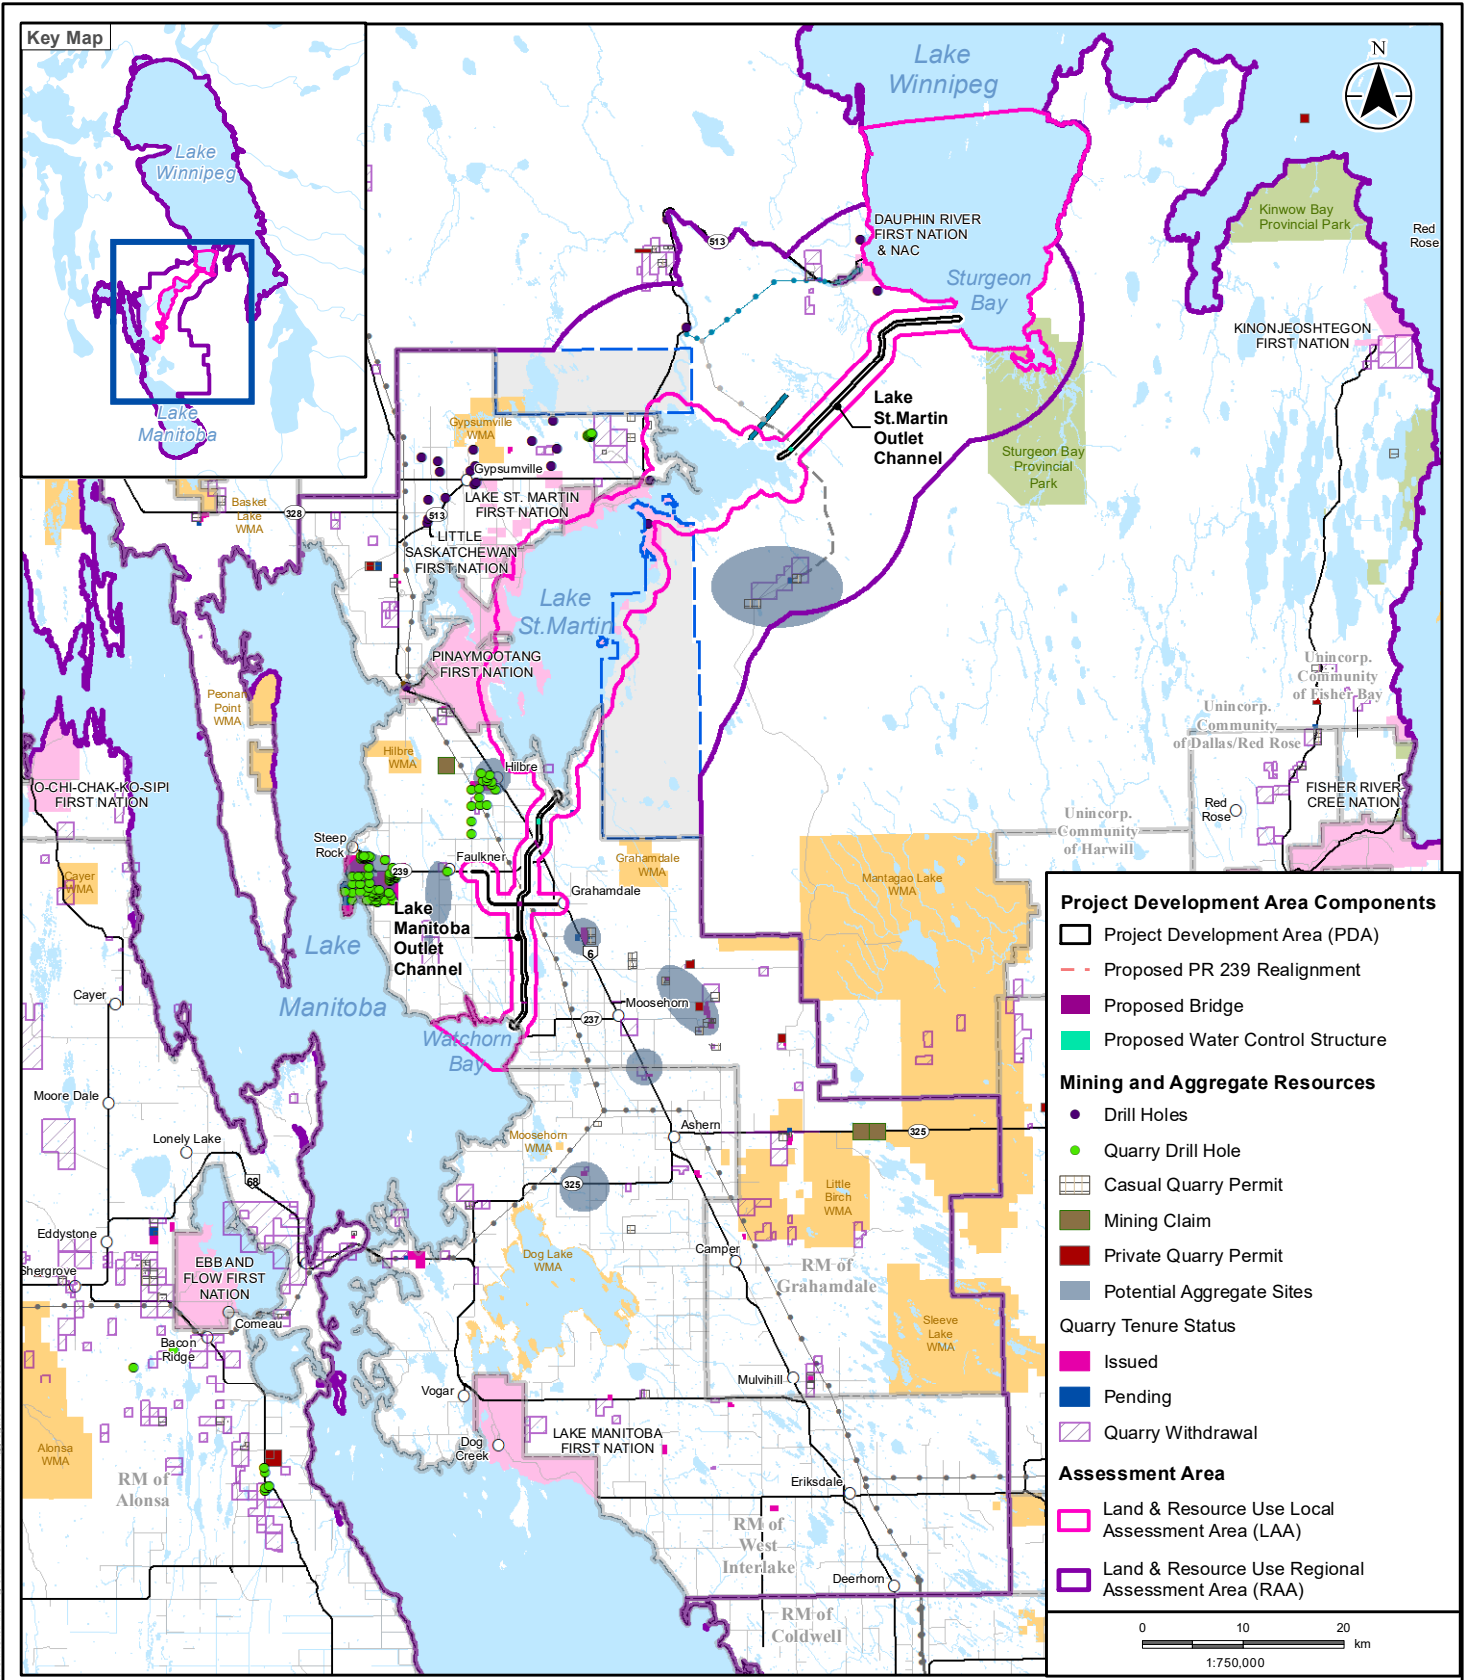 Key Map
Lake
Winnipeg
Lake
Manitoba
Lake
Winnipeg
N
Kinwow Bay
Provincial Park
Red
Rose
DAUPHIN RIVER
FIRST NATION
& NAC
513
Sturgeon
Bay
KINONJEOSHTEGON
FIRST NATION
Lake
St.Martin
Outlet
Channel
Sturgeon Bay
Provincial
Park
Gypsumville
WMA
Gypsumville
LAKE ST. MARTIN
FIRST NATION
513
LITTLE
SASKATCHEWAN
FIRST NATION
Basket
Lake
WMA
328
Lake
St.Martin
PINAYMOOTANG
FIRST NATION
Peonan
Point
WMA
Hilbre
WMA
Hilbre
Unincorp.
Community
of Fisher Bay
Unincorp.
Community
of Dallas/Red Rose
O-CHI-CHAK-KO-SIPI
FIRST NATION
FISHER RIVER
CREE NATION
Red
Rose
Unincorp.
Community
of Harwill
Steep
Rock
Faulkner
239
Grahamdale
WMA
Grahamdale
Mantagao Lake
WMA
Cayer
WMA
Lake
Manitoba
Outlet
Channel
6
Lake
Manitoba
Cayer
Moosehorn
237
Watchorn
Bay
Moore Dale
Lonely Lake
Moosehorn
WMA
Ashern
325
68
325
Little
Birch
WMA
Eddystone
Shergrove
EBB AND
FLOW FIRST
NATION
Dog Lake
WMA
Camper
RM of
Grahamdale
Comeau
Bacon
Ridge
Sleeve
Lake
WMA
Vogar
Mulvihill
Dog
Creek
LAKE MANITOBA
FIRST NATION
Alonsa
WMA
RM of
Alonsa
Eriksdale
RM of
West
Interlake
Deerhorn
RM of
Coldwell
Project Development Area Components
Project Development Area (PDA)
Proposed PR 239 Realignment
Proposed Bridge
Proposed Water Control Structure
Mining and Aggregate Resources
Drill Holes
Quarry Drill Hole
Casual Quarry Permit
Mining Claim
Private Quarry Permit
Potential Aggregate Sites
Quarry Tenure Status
Issued
Pending
Quarry Withdrawal
Assessment Area
Land & Resource Use Local
Assessment Area (LAA)
Land & Resource Use Regional
Assessment Area (RAA)
0 10 20
km
1:750,000